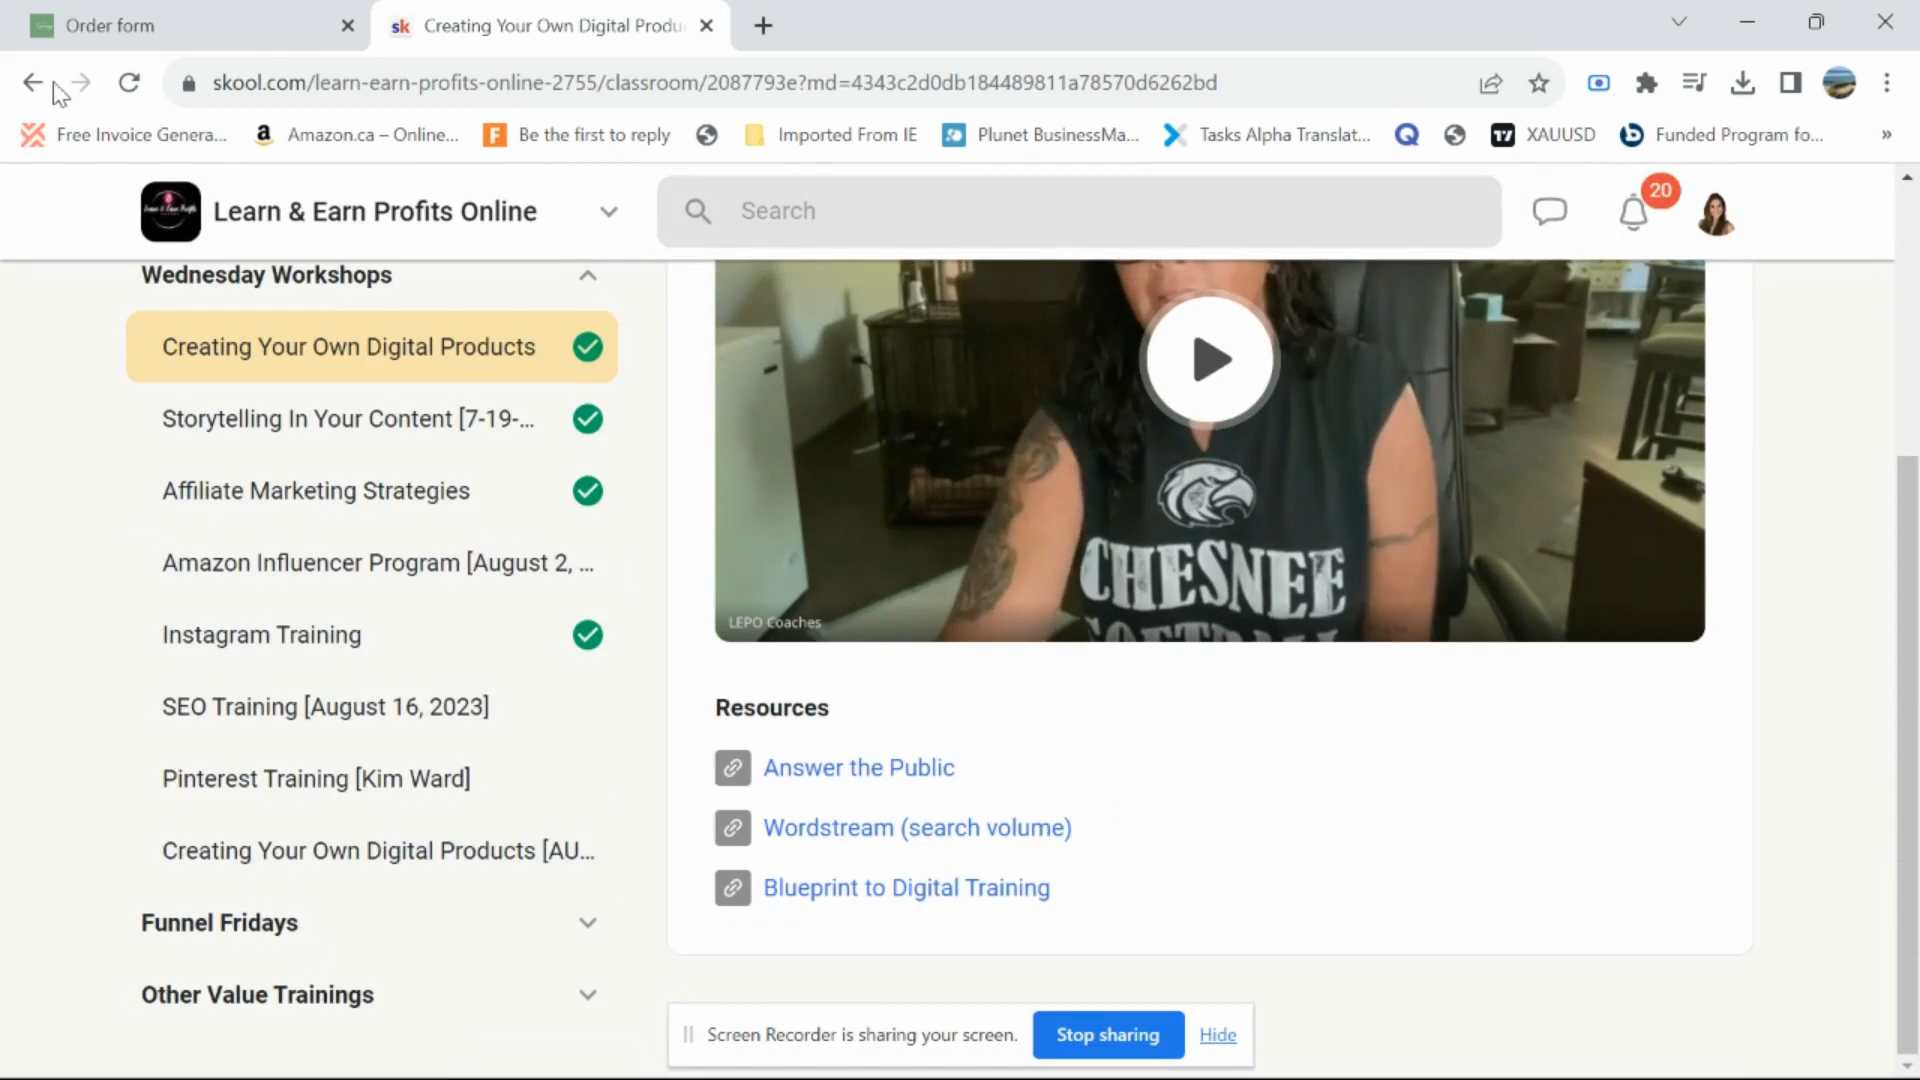 Order form
sk Creating Your Own Digital Produ
skool.com/learn-earn-profits-online-2755/classroom/2087793e?md=4343c2d0db184489811a78570d6262bd
Free Invoice Genera...
a Amazon.ca – Online...
F Be the first to reply
Imported From IE
Plunet BusinessMa...
Tasks Alpha Translat...
XAUUSD
Funded Program fo...
»
Learn & Earn Profits Online
Search
20
Wednesday Workshops
Creating Your Own Digital Products
Storytelling In Your Content [7-19-...
Affiliate Marketing Strategies
Amazon Influencer Program [August 2, ...
Instagram Training
SEO Training [August 16, 2023]
Pinterest Training [Kim Ward]
Creating Your Own Digital Products [AU...
Funnel Fridays
Other Value Trainings
CHESNEE
SOFTBALL
LEPO Coaches
Resources
Answer the Public
Wordstream (search volume)
Blueprint to Digital Training
Screen Recorder is sharing your screen.
Stop sharing
Hide